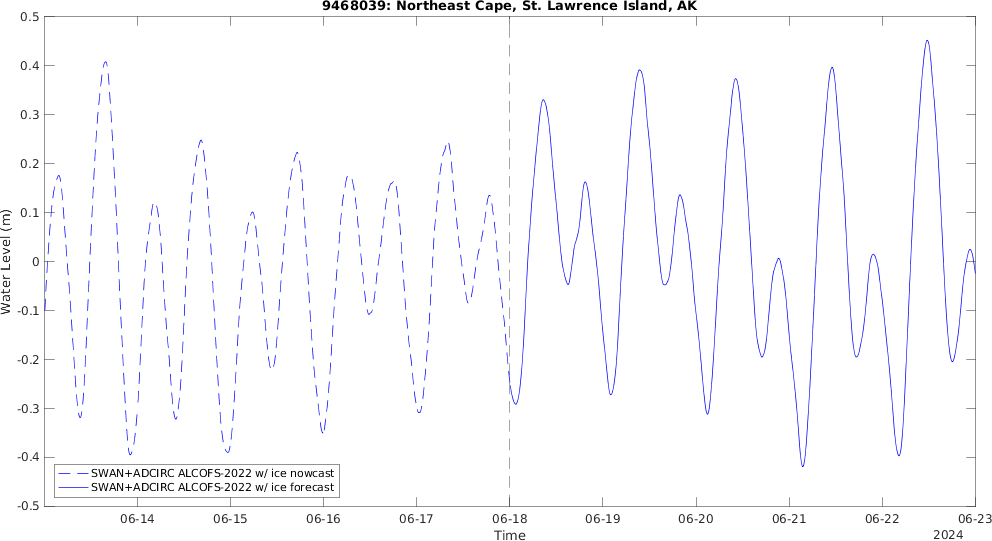 9468039: Northeast Cape, St. Lawrence Island, AK
0.5
0.4
0.3
0.2
0.1
0
-0.1
-0.2
-0.3
-0.4
-0.5
Water Level (m)
SWAN+ADCIRC ALCOFS-2022 w/ ice nowcast
SWAN+ADCIRC ALCOFS-2022 w/ ice forecast
06-14 06-15 06-16 06-17 06-18 06-19 06-20 06-21 06-22 06-23
Time
2024